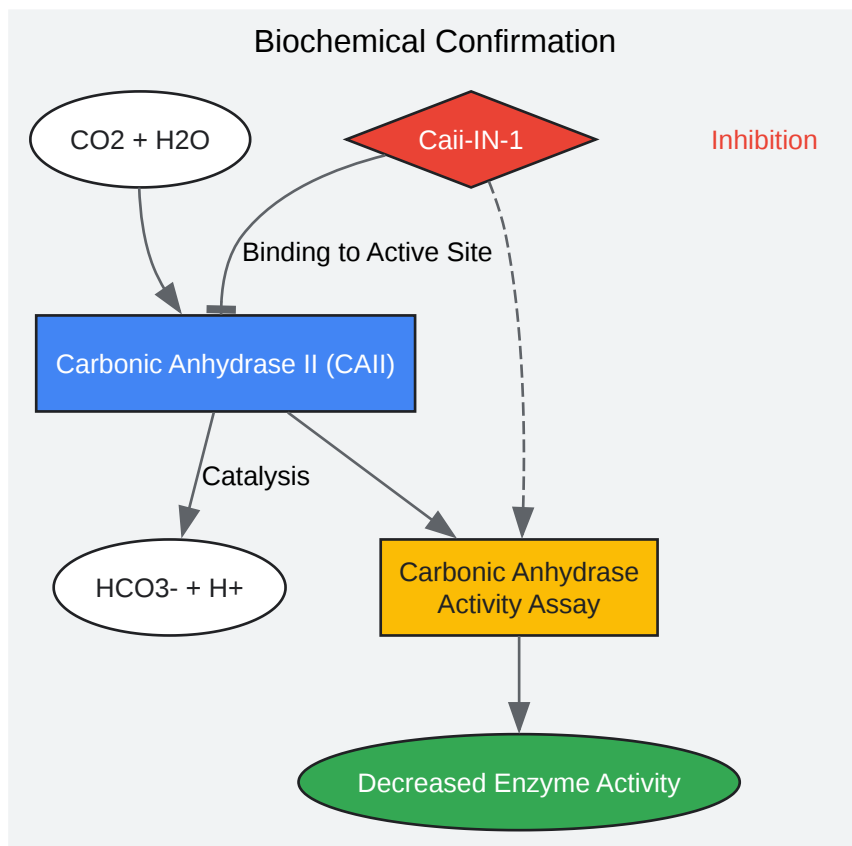 Biochemical Confirmation
CO2 + H2O
Caii-IN-1
Inhibition
Binding to Active Site
Carbonic Anhydrase II (CAII)
Catalysis
HCO3- + H+
Carbonic Anhydrase
Activity Assay
Decreased Enzyme Activity